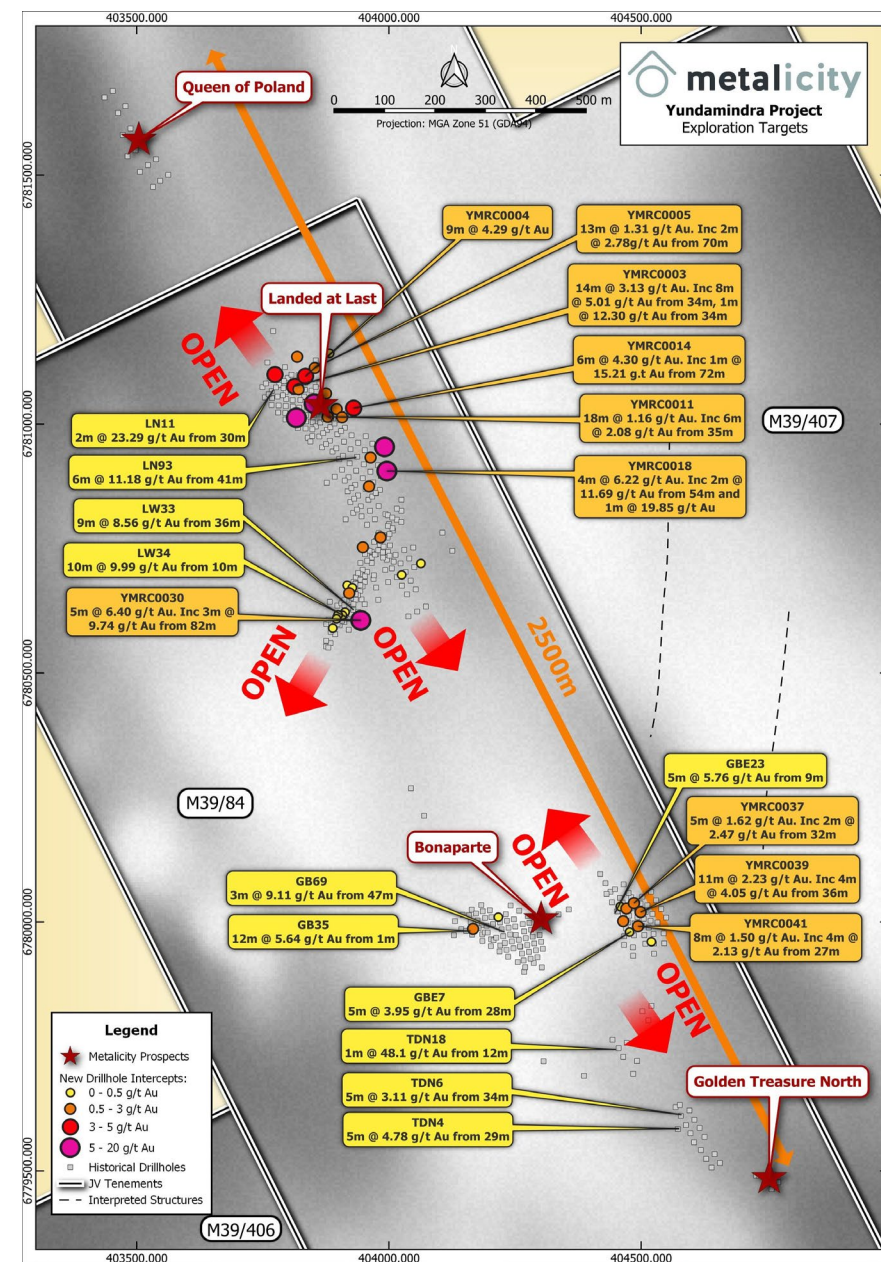 403500.000
404000.000
404500.000
metalicity
Yundamindra Project
Exploration Targets
N
0 100 200 300 400 500 m
Projection: MGA Zone 51 (GDA94)
Queen of Poland
6781500.000
6781500.000
YMRC0004
9m @ 4.29 g/t Au
YMRC0005
13m @ 1.31 g/t Au. Inc 2m
@ 2.78g/t Au from 70m
YMRC0003
14m @ 3.13 g/t Au. Inc 8m
@ 5.01 g/t Au from 34m, 1m
@ 12.30 g/t Au from 34m
Landed at Last
OPEN
YMRC0014
6m @ 4.30 g/t Au. Inc 1m @
15.21 g.t Au from 72m
YMRC0011
18m @ 1.16 g/t Au. Inc 6m
@ 2.08 g/t Au from 35m
M39/407
6781000.000
6781000.000
LN11
2m @ 23.29 g/t Au from 30m
LN93
6m @ 11.18 g/t Au from 41m
YMRC0018
4m @ 6.22 g/t Au. Inc 2m @
11.69 g/t Au from 54m and
1m @ 19.85 g/t Au
LW33
9m @ 8.56 g/t Au from 36m
LW34
10m @ 9.99 g/t Au from 10m
YMRC0030
5m @ 6.40 g/t Au. Inc 3m @
9.74 g/t Au from 82m
OPEN
OPEN
2500m
6780500.000
6780500.000
M39/84
GBE23
5m @ 5.76 g/t Au from 9m
YMRC0037
5m @ 1.62 g/t Au. Inc 2m @
2.47 g/t Au from 32m
Bonaparte
OPEN
YMRC0039
11m @ 2.23 g/t Au. Inc 4m
@ 4.05 g/t Au from 36m
GB69
3m @ 9.11 g/t Au from 47m
GB35
12m @ 5.64 g/t Au from 1m
YMRC0041
8m @ 1.50 g/t Au. Inc 4m @
2.13 g/t Au from 27m
6780000.000
6780000.000
GBE7
5m @ 3.95 g/t Au from 28m
OPEN
TDN18
1m @ 48.1 g/t Au from 12m
TDN6
5m @ 3.11 g/t Au from 34m
TDN4
5m @ 4.78 g/t Au from 29m
Golden Treasure North
6779500.000
6779500.000
Legend
Metalicity Prospects
New Drillhole Intercepts:
0 - 0.5 g/t Au
0.5 - 3 g/t Au
3 - 5 g/t Au
5 - 20 g/t Au
Historical Drillholes
JV Tenements
Interpreted Structures
M39/406
403500.000
404000.000
404500.000